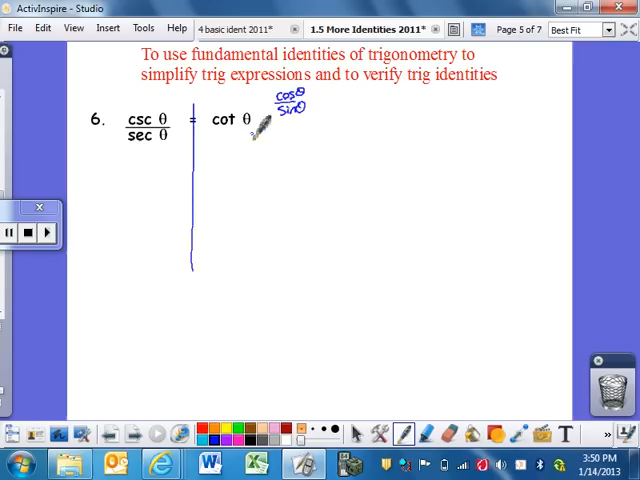 ActivInspire - Studio
File Edit View Insert Tools Help
4 basic ident 2011* 1.5 More Identities 2011* Page 5 of 7 Best Fit
To use fundamental identities of trigonometry to
simplify trig expressions and to verify trig identities
cosθ
sinθ
6. csc θ = cot θ
sec θ
3:50 PM
1/14/2013